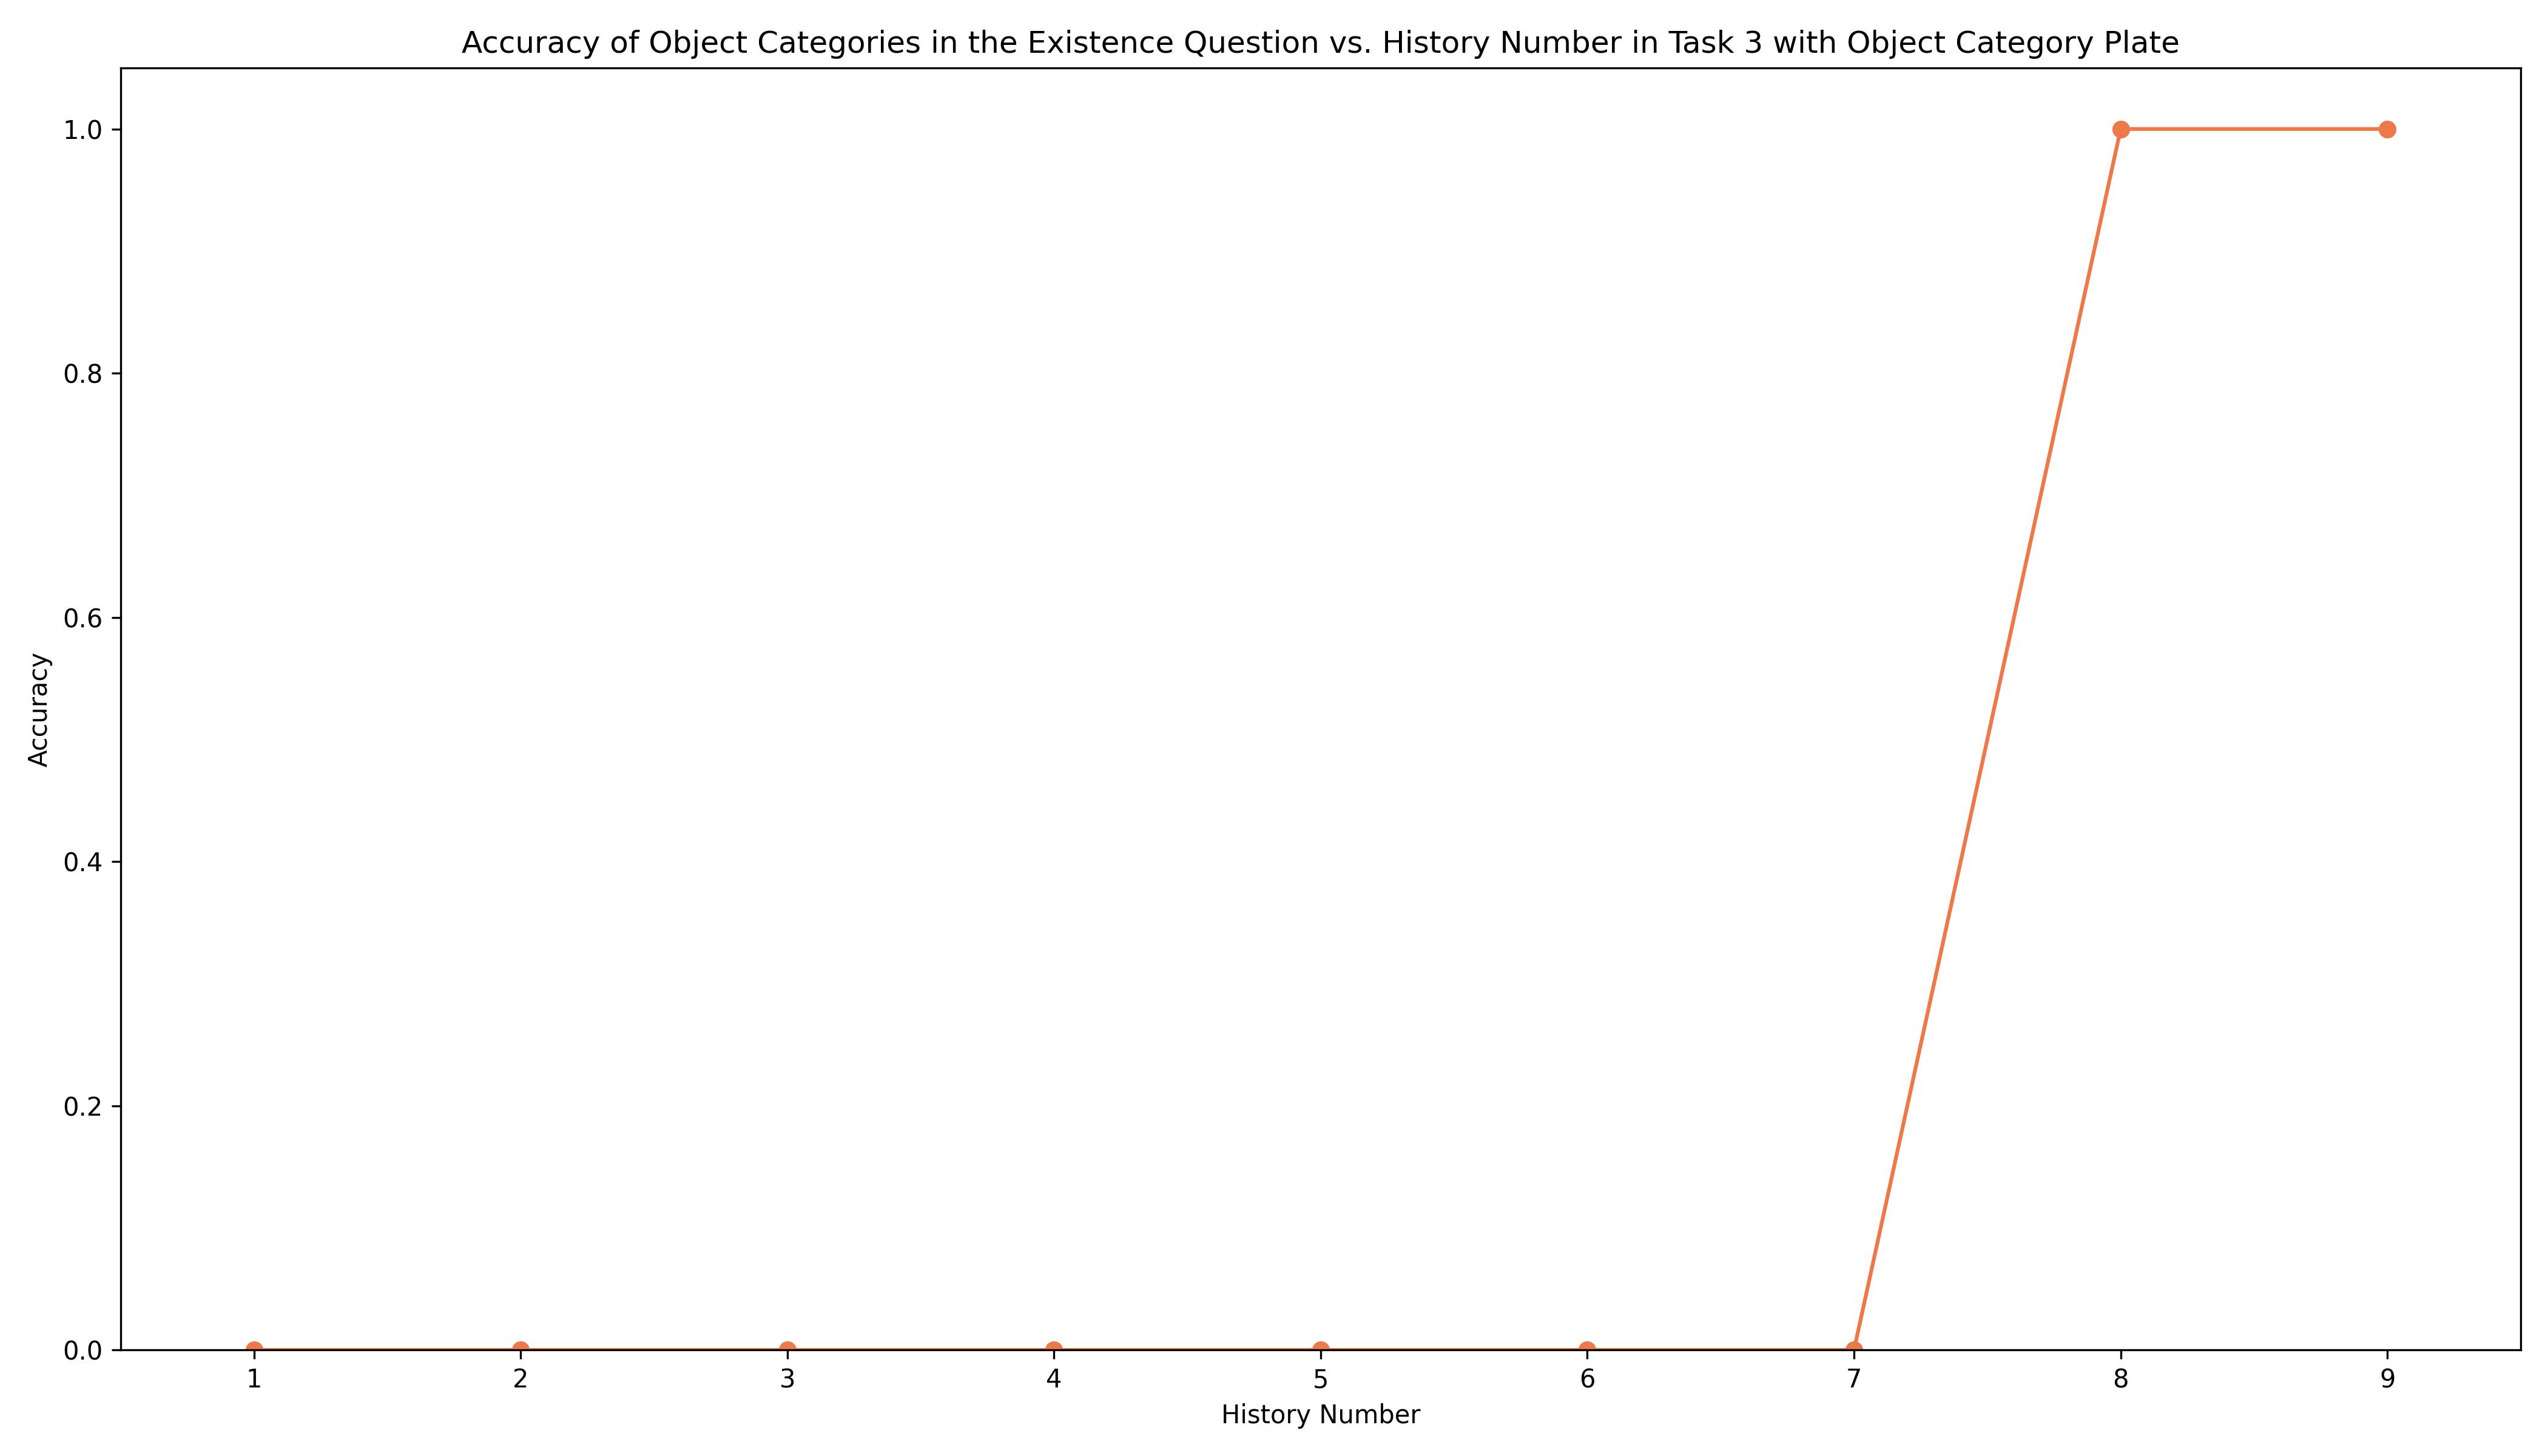 Accuracy of Object Categories in the Existence Question vs. History Number in Task 3 with Object Category Plate
1.0
0.8
0.6
0.4
0.2
0.0
Accuracy
1 2 3 4 5 6 7 8 9
History Number